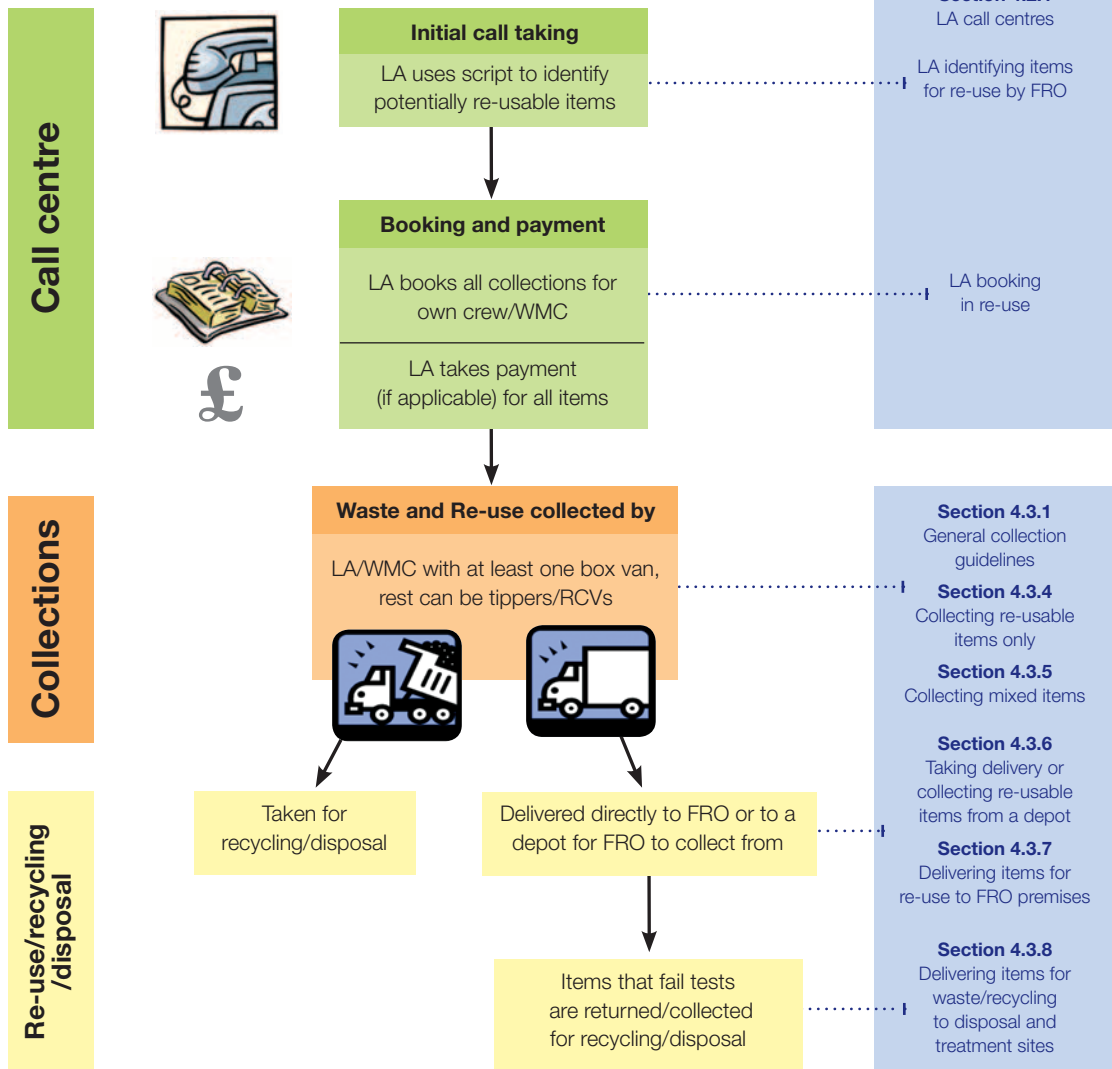 Call centre
Initial call taking
LA uses script to identify
potentially re-usable items
Booking and payment
LA books all collections for
own crew/WMC
LA takes payment
(if applicable) for all items
£
LA call centres
LA identifying items
for re-use by FRO
LA booking
in re-use
Collections
Waste and Re-use collected by
LA/WMC with at least one box van,
rest can be tippers/RCVs
Section 4.3.1
General collection
guidelines
Section 4.3.4
Collecting re-usable
items only
Section 4.3.5
Collecting mixed items
Section 4.3.6
Taking delivery or
collecting re-usable
items from a depot
Section 4.3.7
Delivering items for
re-use to FRO premises
Section 4.3.8
Delivering items for
waste/recycling
to disposal and
treatment sites
Re-use/recycling
/disposal
Taken for
recycling/disposal
Delivered directly to FRO or to a
depot for FRO to collect from
Items that fail tests
are returned/collected
for recycling/disposal